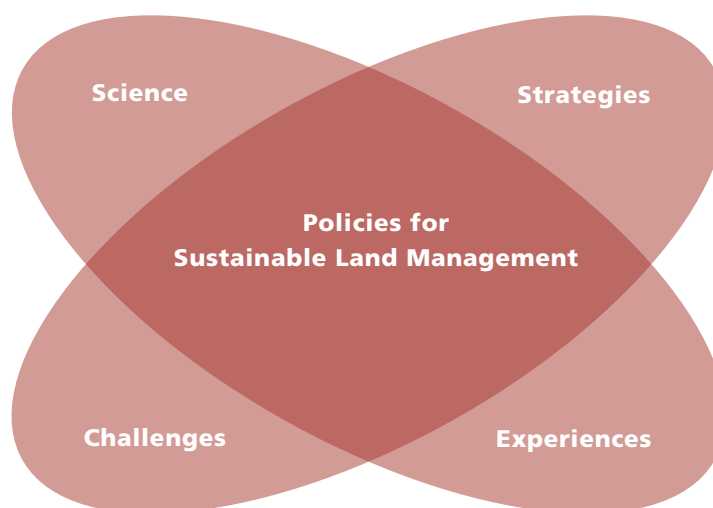 Science
Strategies
Policies for
Sustainable Land Management
Challenges
Experiences